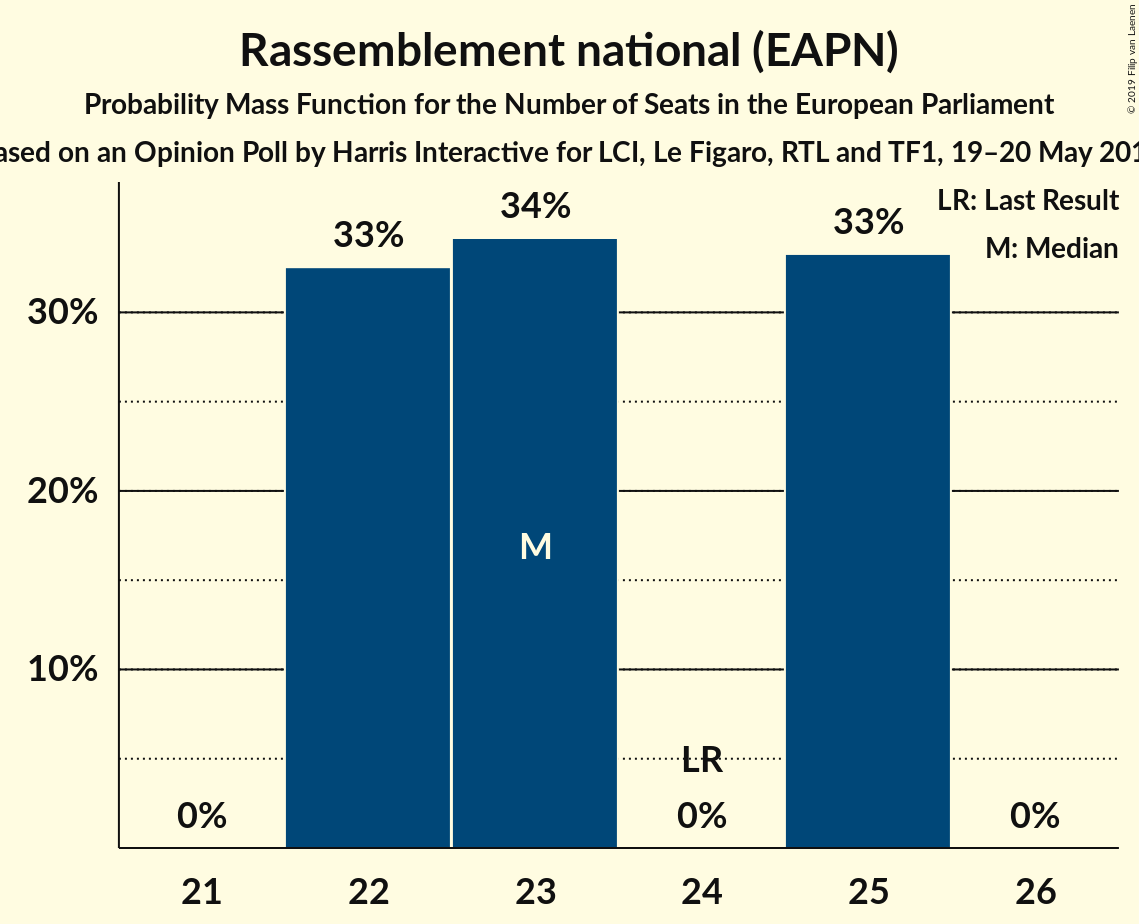 Rassemblement national (EAPN)
Probability Mass Function for the Number of Seats in the European Parliament
on an Opinion Poll by Harris Interactive for LCI, Le Figaro, RTL and TF1, 19–20 May
© 2019 Filip van Laenen
LR: Last Result
M: Median
33%
34%
33%
30%
20%
10%
M
LR
0%
0%
0%
21
22
23
24
25
26